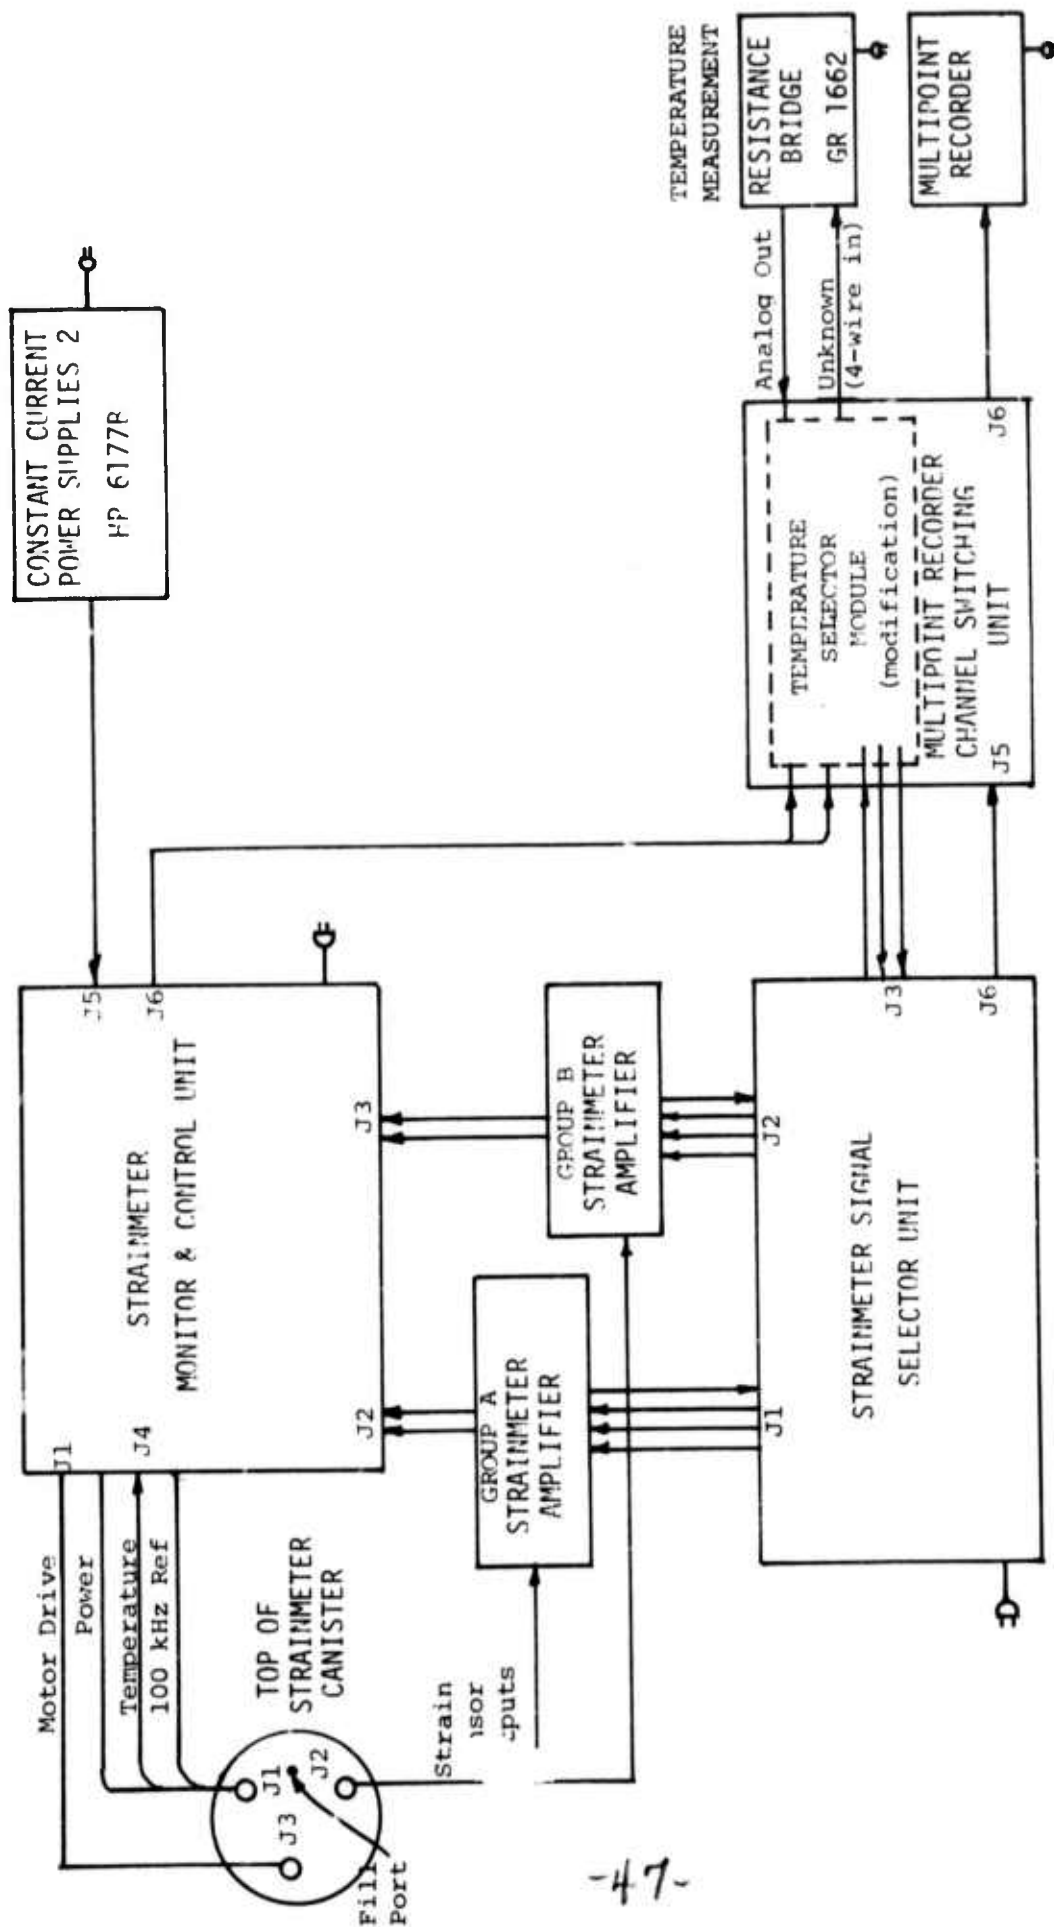 CONSTANT CURRENT
POWER SUPPLIES 2
HP 6177B
J1
J4
J5
J6
STRAINMETER
MONITOR & CONTROL UNIT
J2
J3
Motor Drive
Power
Temperature
100 kHz Ref
TOP OF
STRAINMETER
CANISTER
J1
J2
J3
Fill
Port
Strain
GROUP A
STRAINMETER
AMPLIFIER
GROUP B
STRAINMETER
AMPLIFIER
J1
J2
J3
J6
STRAINMETER SIGNAL
SELECTOR UNIT
TEMPERATURE
SELECTOR
MODULE
(modification)
MULTIPOINT RECORDER
CHANNEL SWITCHING
UNIT
J5
J6
Analog Out
Unknown
(4-wire in)
TEMPERATURE
MEASUREMENT
RESISTANCE
BRIDGE
GR 1662
MULTIPOINT
RECORDER
-47-